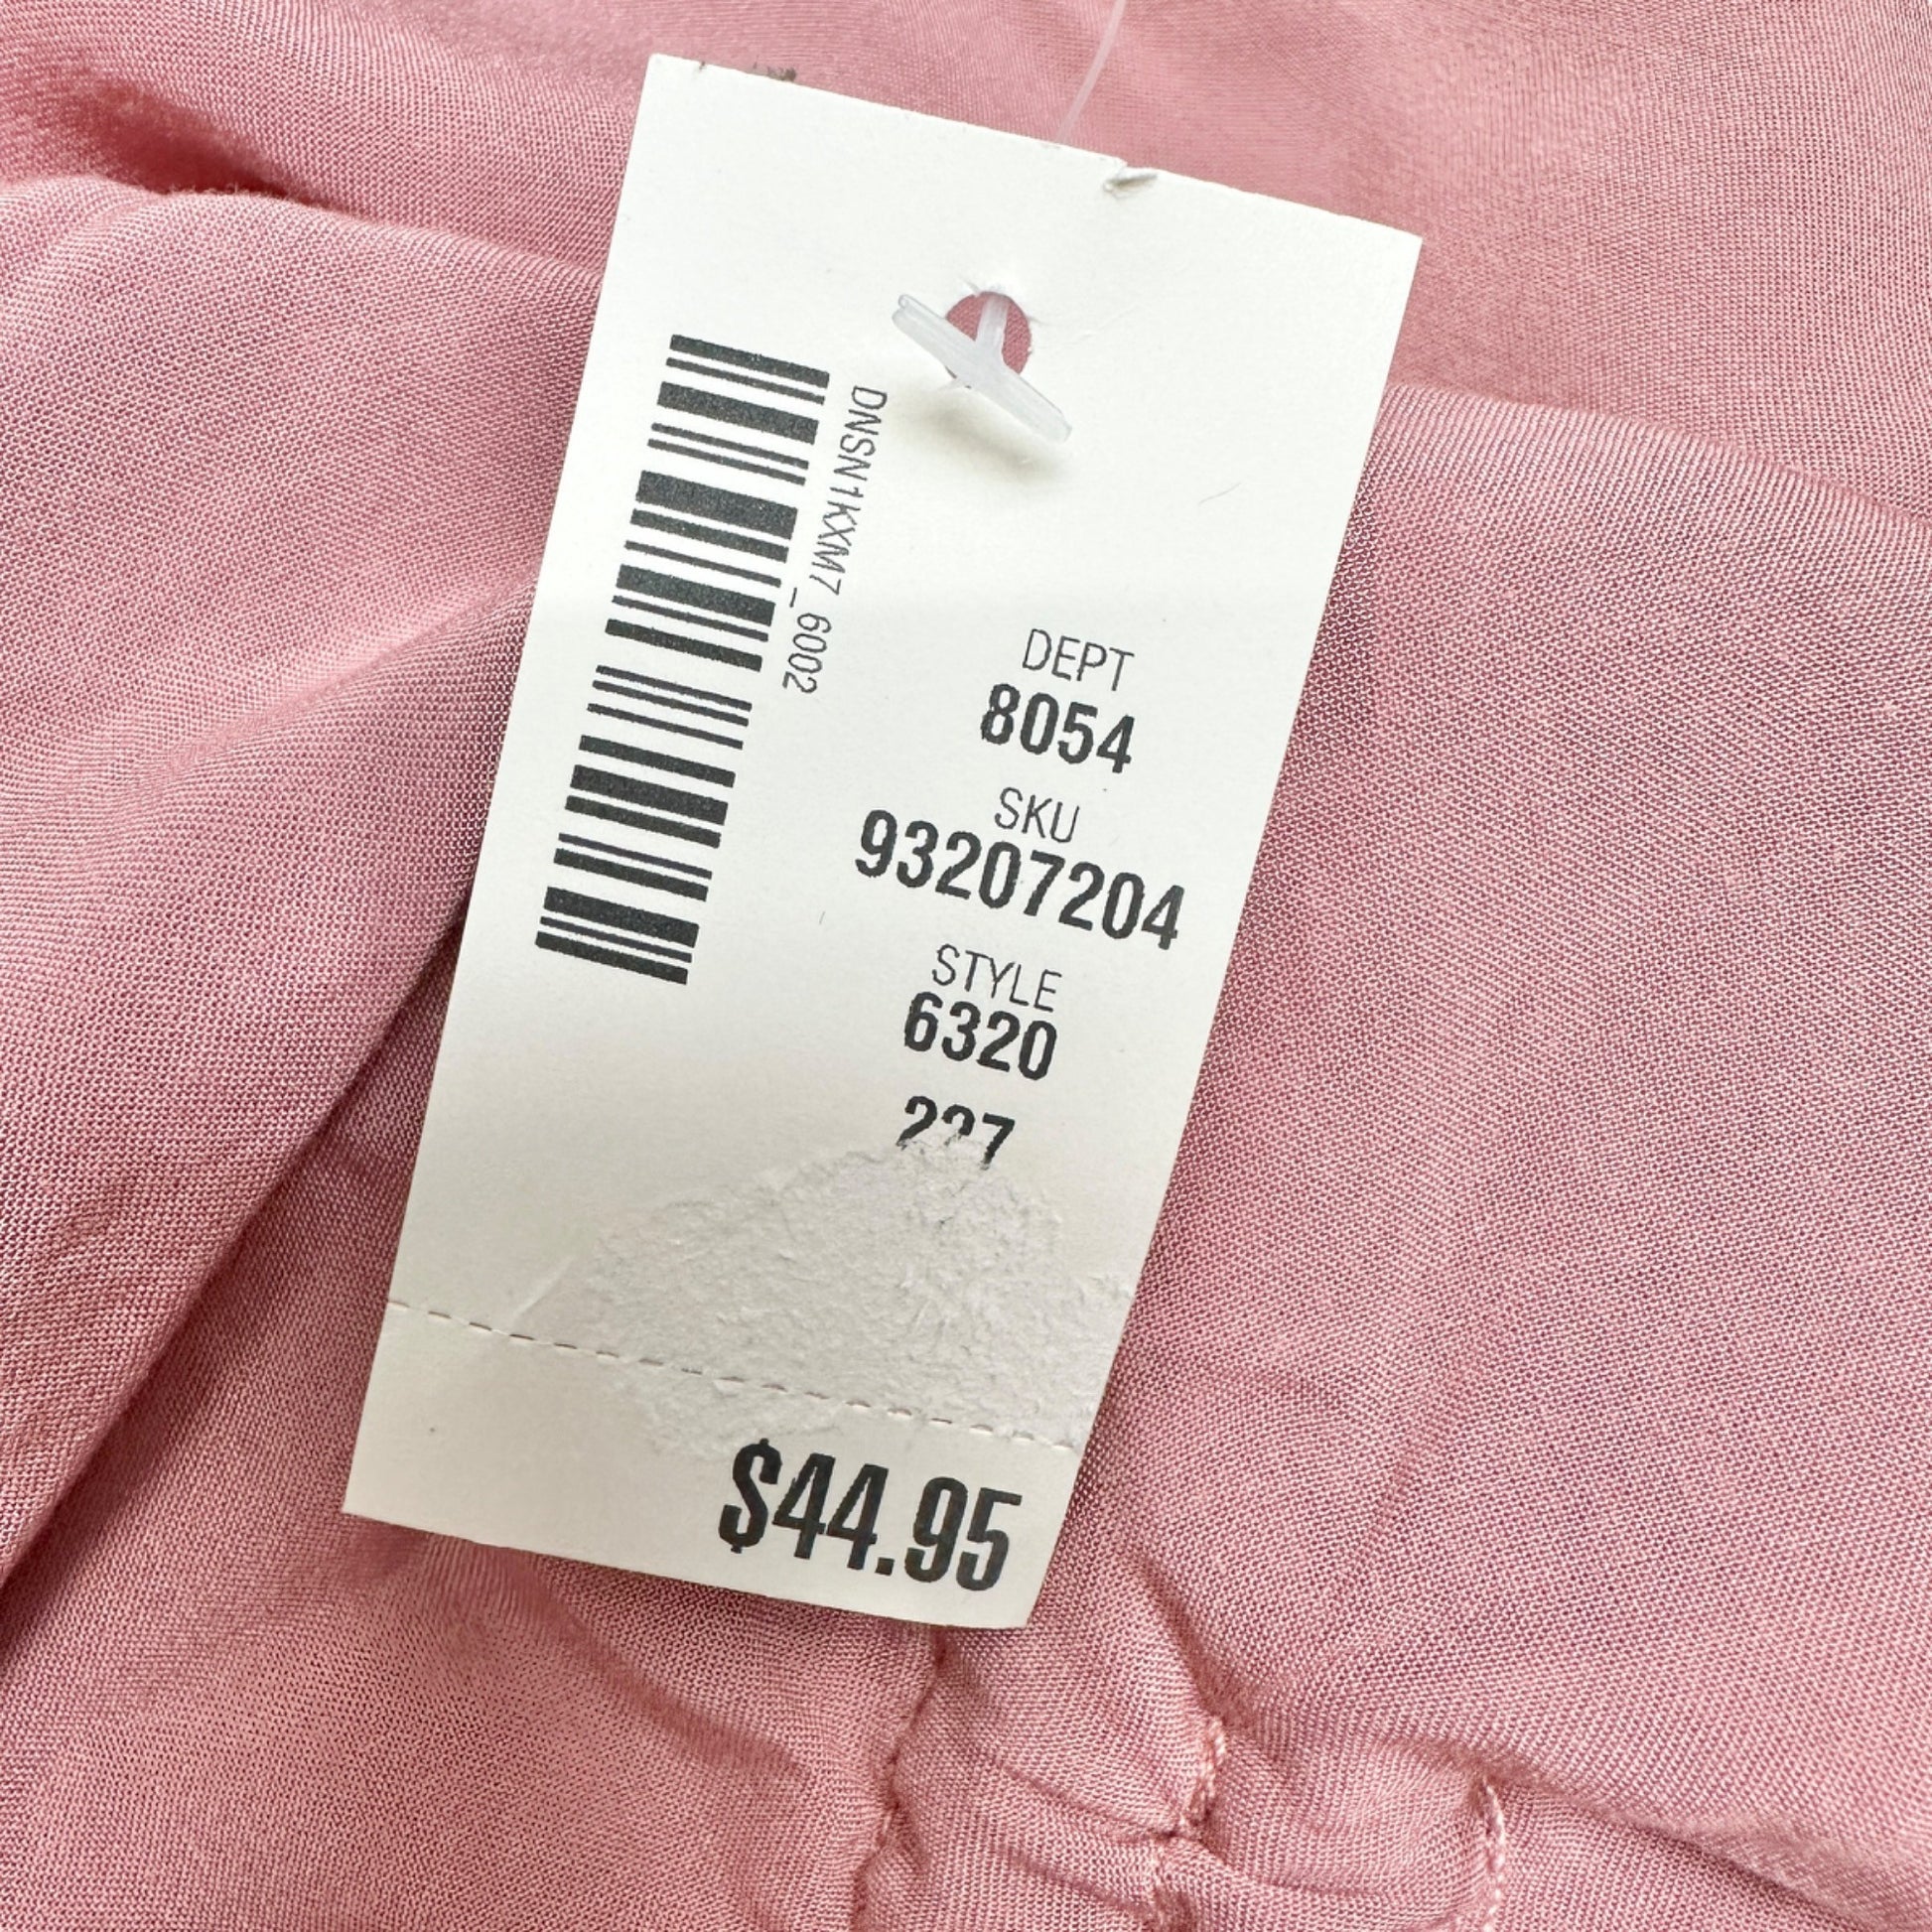 DNSN1KXM7_6002
DEPT
8054
SKU
93207204
STYLE
6320
$44.95